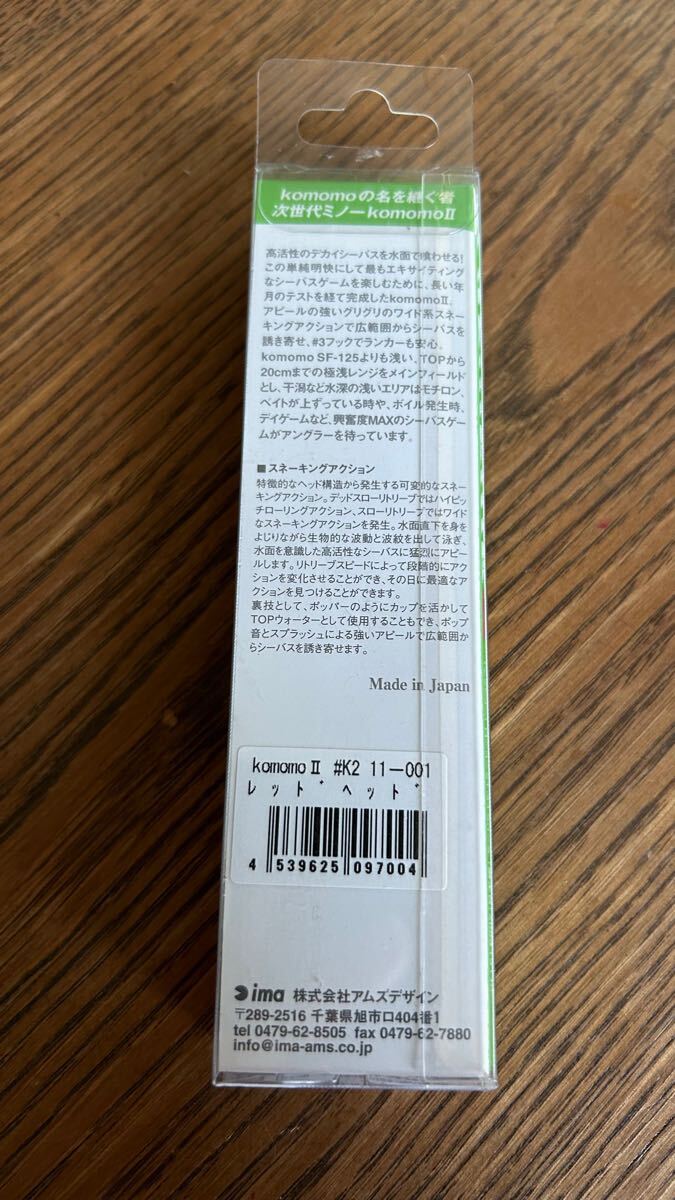 komomoの名を継ぐ者
次世代ミノーkomomoⅡ
高活性のデカイシーバスを水面で喰わせる!
この単純明快にして最もエキサイティング
なシーバスゲームを楽しむために、長い年
月のテストを経て完成したkomomoⅡ。
アピールの強いグリグリのワイド系スネー
キングアクションで広範囲からシーバスを
誘き寄せ、#3フックでランカーも安心。
komomo SF-125よりも浅い、TOPから
20cmまでの極浅レンジをメインフィールド
とし、干潟など水深の浅いエリアはモチロン、
ベイトが上ずっている時や、ボイル発生時、
デイゲームなど、興奮度MAXのシーバスゲー
ムがアングラーを待っています。
■スネーキングアクション
特徴的なヘッド構造から発生する可変的なスネー
キングアクション。デッドスローリトリーブではハイピッ
チローリングアクション、スローリトリーブではワイド
なスネーキングアクションを発生。水面直下を身を
よじりながら生物的な波動と波紋を出して泳ぎ、
水面を意識した高活性なシーバスに猛烈にアピー
ルします。リトリーブスピードによって段階的にアク
ションを変化させることができ、その日に最適なア
クションを見つけることができます。
裏技として、ポッパーのようにカップを活かして
TOPウォーターとして使用することもでき、ポップ
音とスプラッシュによる強いアピールで広範囲か
らシーバスを誘き寄せます。
Made in Japan
komomoⅡ #K2 11-001
レッドヘッド
4 539625 097004
ima 株式会社アムズデザイン
〒289-2516 千葉県旭市ロ404番1
tel 0479-62-8505 fax 0479-62-7880
info@ima-ams.co.jp